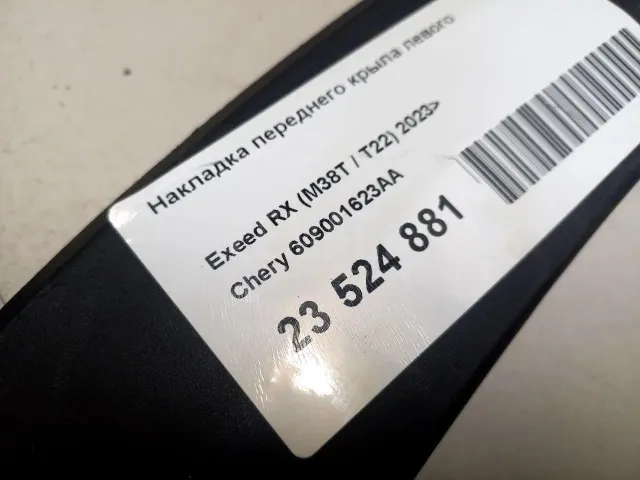 Накладка переднего крыла левого
Exeed RX (M38T / T22) 2023>
Chery 609001623AA
23 524 881